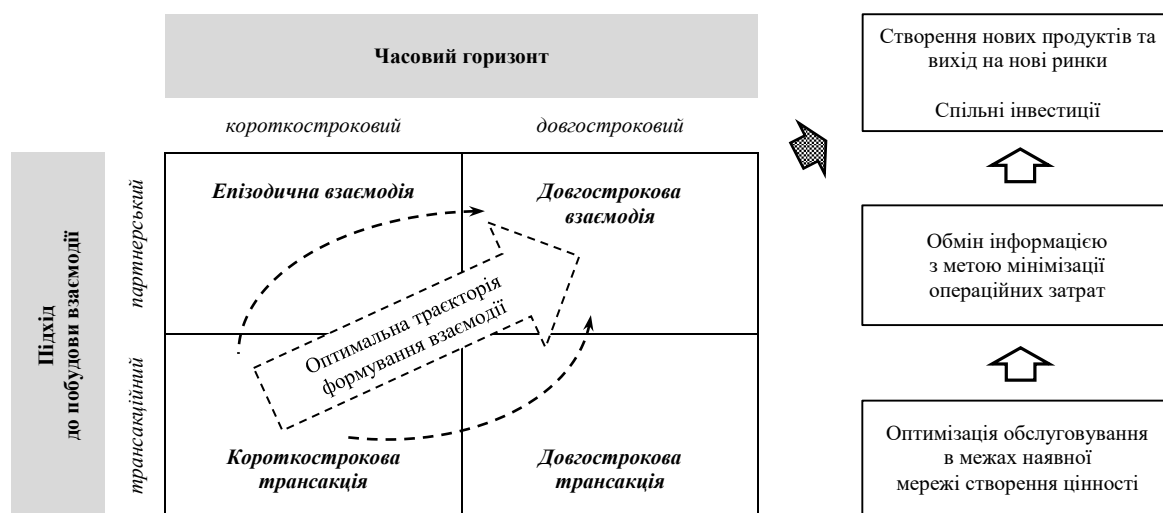 Часовий горизонт
короткостроковий
довгостроковий
Підхід
до побудови взаємодії
партнерський
трансакційний
Епізодична взаємодія
Довгострокова
взаємодія
Оптимальна траєкторія
формування взаємодії
Короткострокова
трансакція
Довгострокова
трансакція
Створення нових продуктів та
вихід на нові ринки
Спільні інвестиції
Обмін інформацією
з метою мінімізації
операційних затрат
Оптимізація обслуговування
в межах наявної
мережі створення цінності